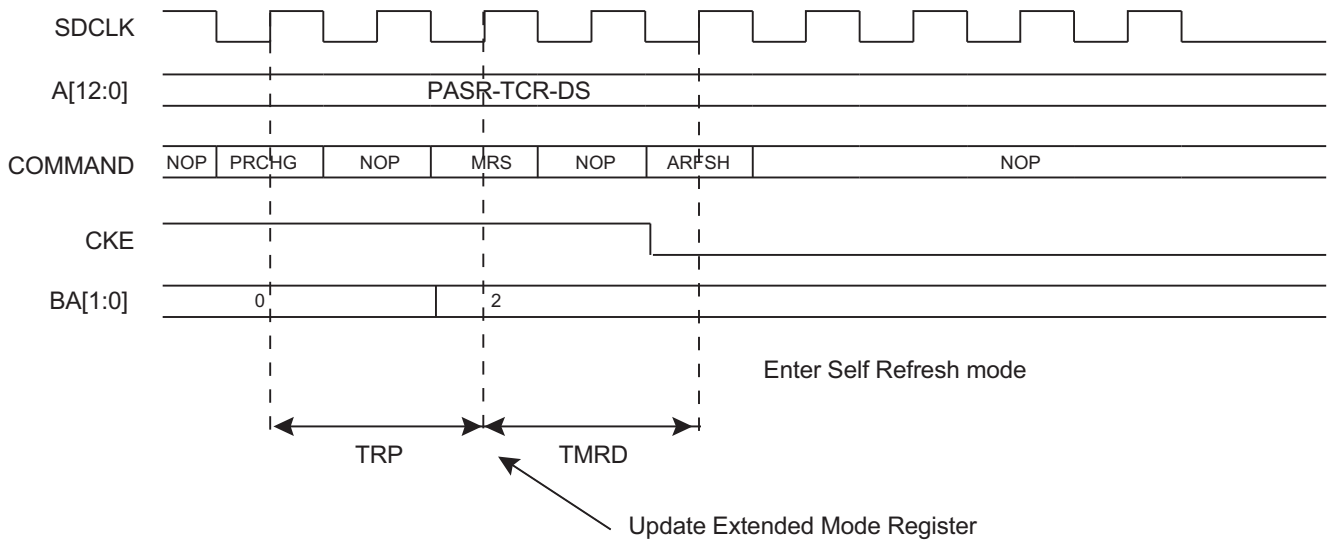 SDCLK
A[12:0] PASR-TCR-DS
COMMAND NOP PRCHG NOP MRS NOP ARFSH NOP
CKE
BA[1:0] 0 2
Enter Self Refresh mode
TRP TMRD
Update Extended Mode Register